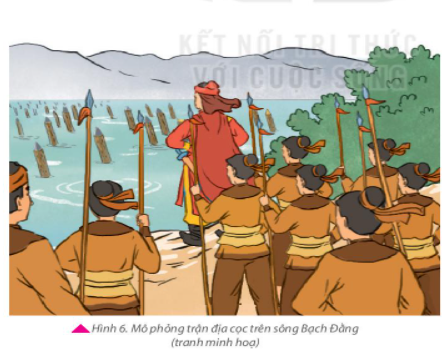 KẾT NỐI TRI THỨC
VỚI CUỘC SỐNG
Hình 6. Mô phỏng trận địa cọc trên sông Bạch Đằng
(tranh minh hoạ)